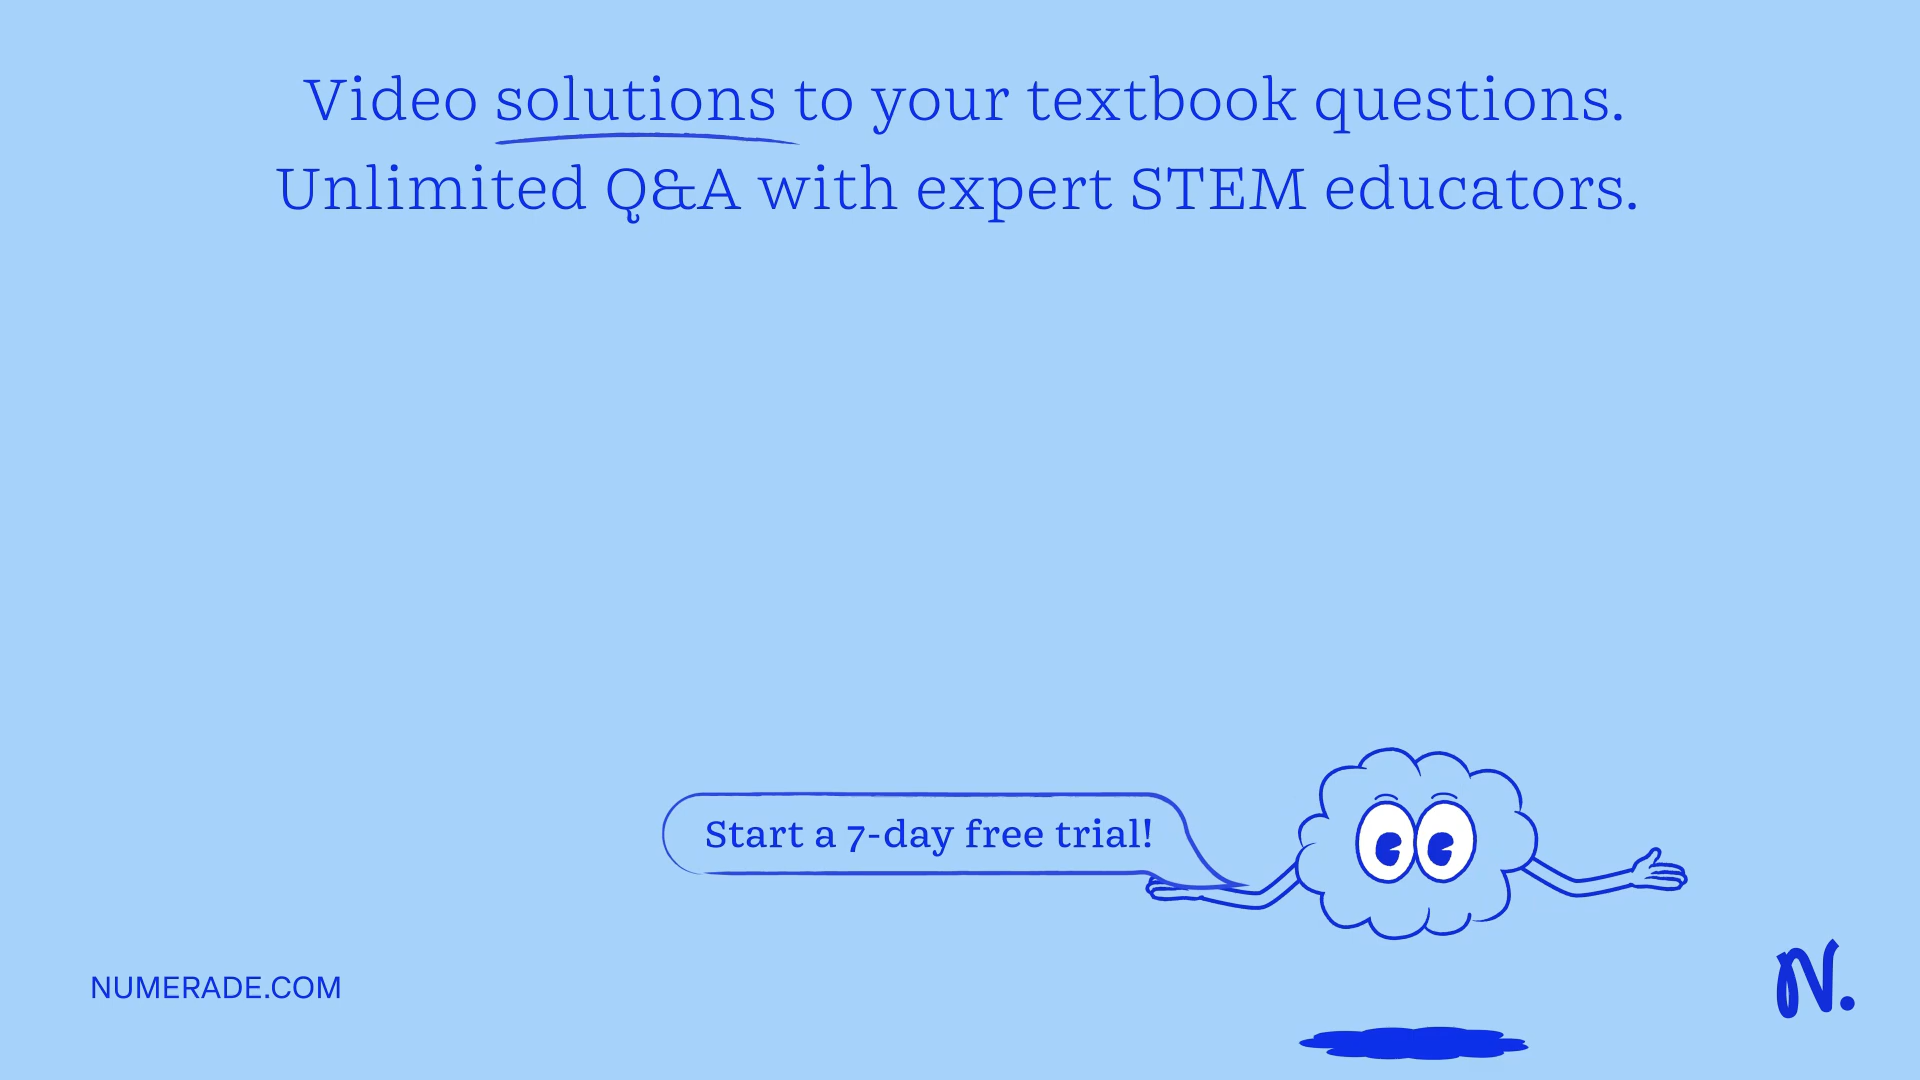 Video solutions to your textbook questions.
Unlimited Q&A with expert STEM educators.
Start a 7-day free trial!
NUMERADE.COM
N.